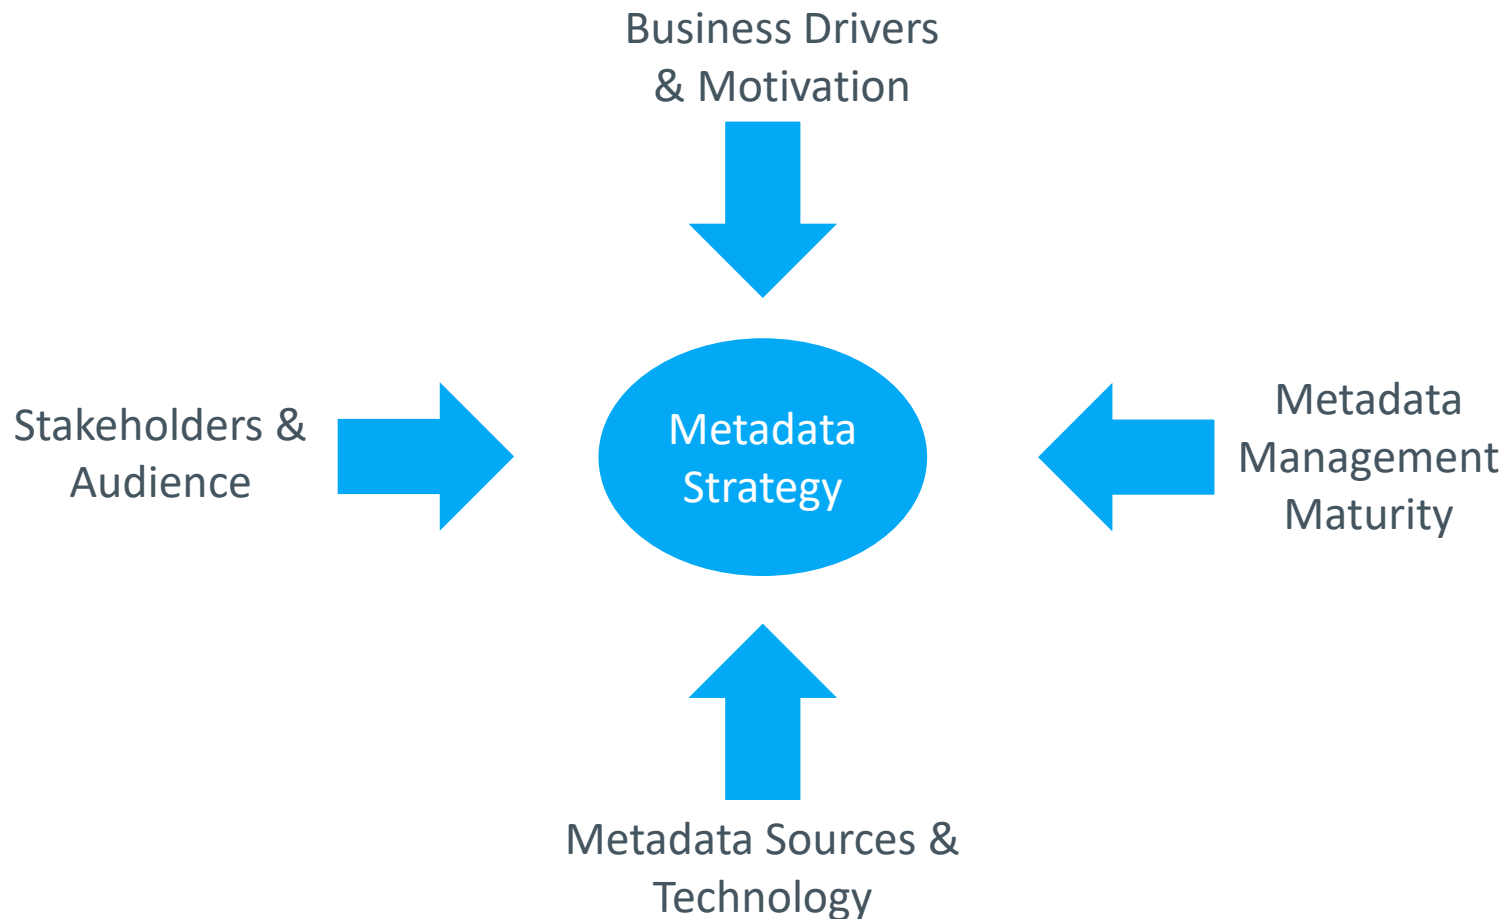 Business Drivers
& Motivation
Stakeholders &
Audience
Metadata
Strategy
Metadata
Management
Maturity
Metadata Sources &
Technology